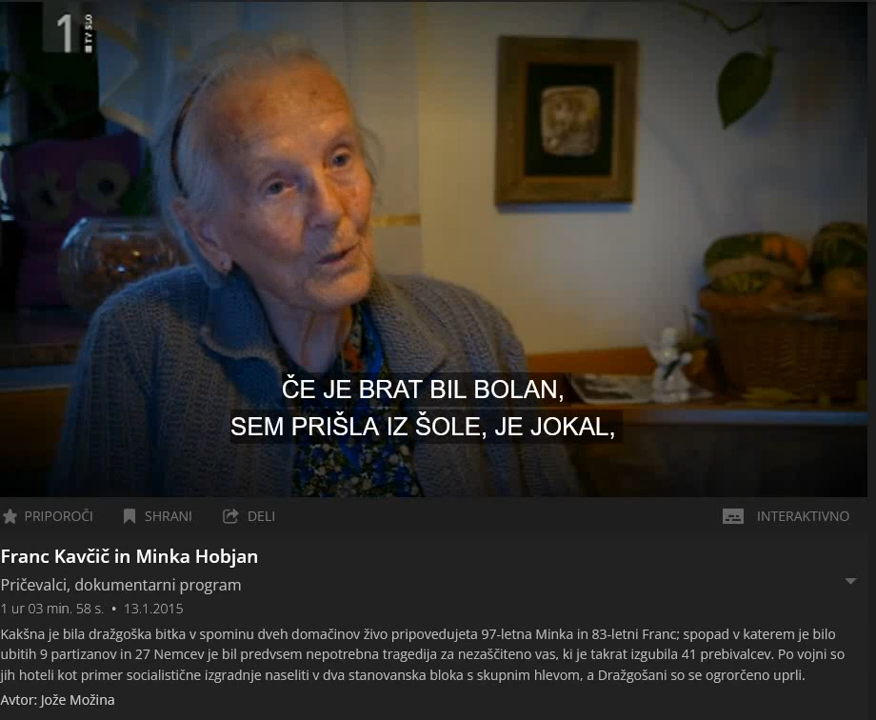 1
TV SLO
ČE JE BRAT BIL BOLAN,
SEM PRIŠLA IZ ŠOLE, JE JOKAL,
PRIPOROČI SHRANI DELI INTERAKTIVNO
Franc Kavčič in Minka Hobjan
Pričevalci, dokumentarni program
1 ur 03 min. 58 s. • 13.1.2015
Kakšna je bila dražgoška bitka v spominu dveh domačinov živo pripovedujeta 97-letna Minka in 83-letni Franc; spopad v katerem je bilo
ubitih 9 partizanov in 27 Nemcev je bil predvsem nepotrebna tragedija za nezaščiteno vas, ki je takrat izgubila 41 prebivalcev. Po vojni so
jih hoteli kot primer socialistične izgradnje naseliti v dva stanovanska bloka s skupnim hlevom, a Dražgošani so se ogrorčeno uprli.
Avtor: Jože Možina